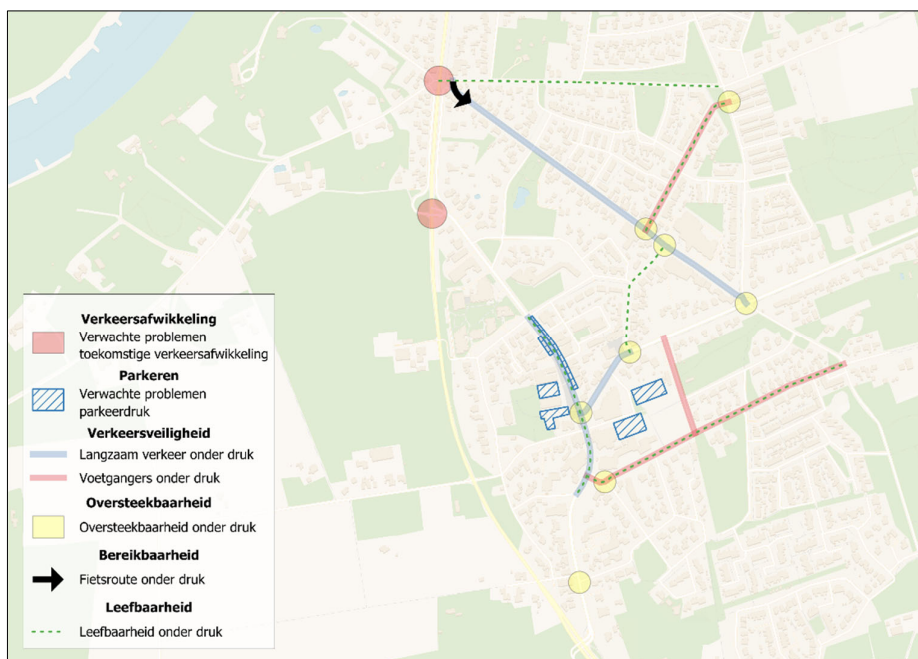 Verkeersafwikkeling
Verwachte problemen
toekomstige verkeersafwikkeling
Parkeren
Verwachte problemen
parkeerdruk
Verkeersveiligheid
Langzaam verkeer onder druk
Voetgangers onder druk
Oversteekbaarheid
Oversteekbaarheid onder druk
Bereikbaarheid
Fietsroute onder druk
Leefbaarheid
Leefbaarheid onder druk